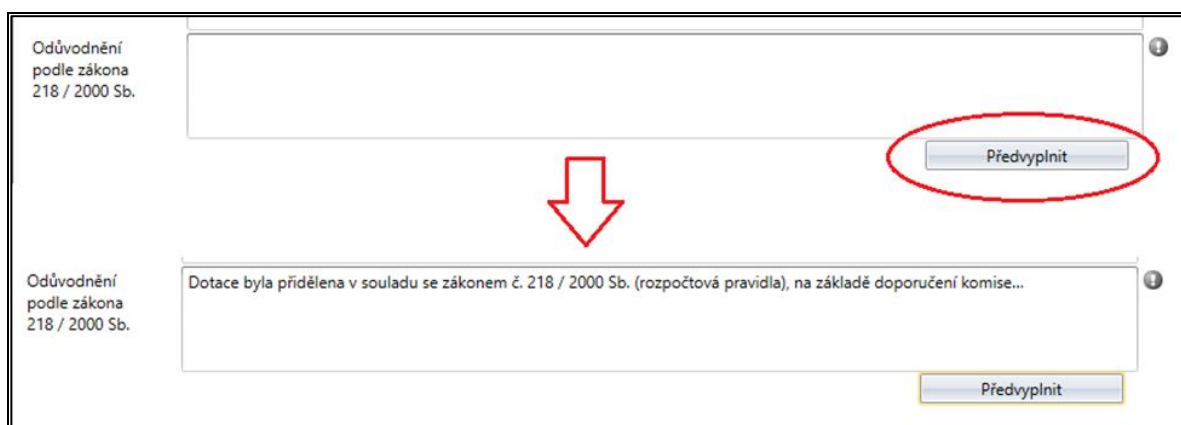 Odůvodnění
podle zákona
218 / 2000 Sb.
Předvyplnit
Odůvodnění
podle zákona
218 / 2000 Sb.
Dotace byla přidělena v souladu se zákonem č. 218 / 2000 Sb. (rozpočtová pravidla), na základě doporučení komise...
Předvyplnit